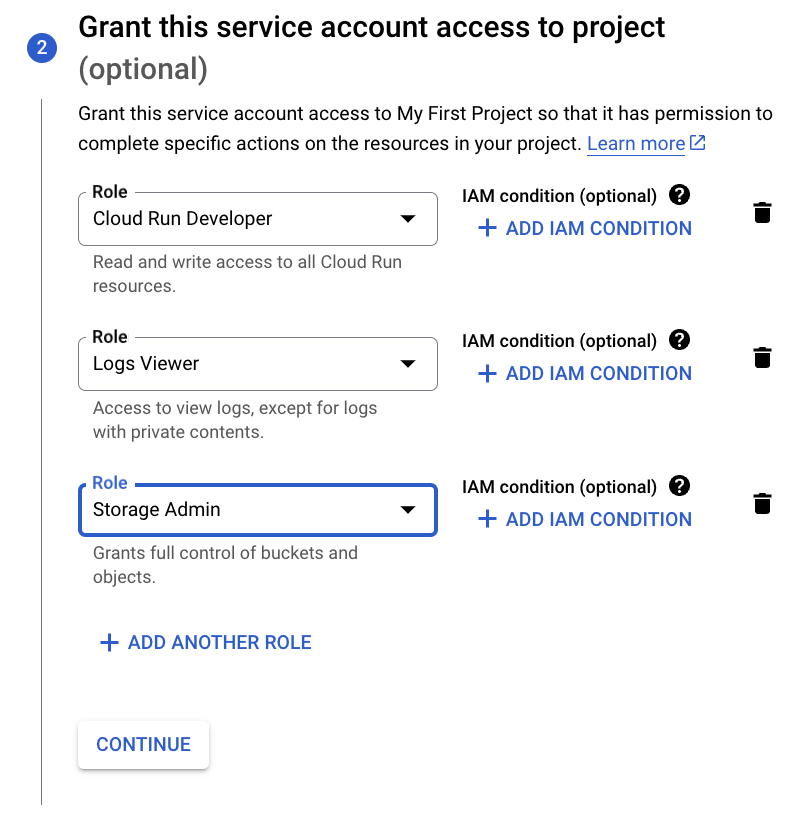 2
Grant this service account access to project
(optional)
Grant this service account access to My First Project so that it has permission to
complete specific actions on the resources in your project. Learn more
Role
Cloud Run Developer
IAM condition (optional) ?
+ ADD IAM CONDITION
Read and write access to all Cloud Run
resources.
Role
Logs Viewer
IAM condition (optional) ?
+ ADD IAM CONDITION
Access to view logs, except for logs
with private contents.
Role
Storage Admin
IAM condition (optional) ?
+ ADD IAM CONDITION
Grants full control of buckets and
objects.
+ ADD ANOTHER ROLE
CONTINUE